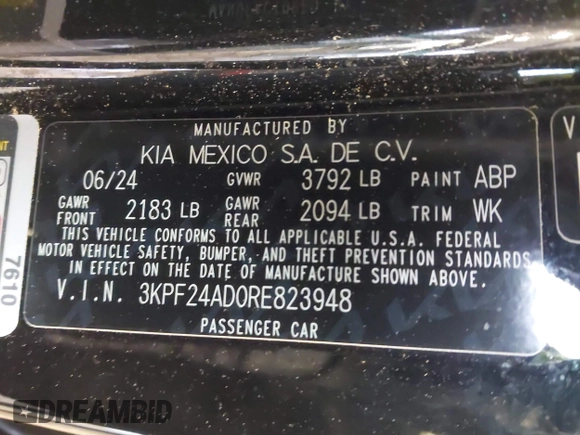 MANUFACTURED BY
KIA MEXICO S.A. DE C.V.
06/24 GVWR 3792 LB PAINT ABP
GAWR FRONT 2183 LB GAWR REAR 2094 LB TRIM WK
THIS VEHICLE CONFORMS TO ALL APPLICABLE U.S.A. FEDERAL
MOTOR VEHICLE SAFETY, BUMPER, AND THEFT PREVENTION STANDARDS
IN EFFECT ON THE DATE OF MANUFACTURE SHOWN ABOVE.
V.I.N. 3KPF24AD0RE823948
PASSENGER CAR
7610
DREAMBID